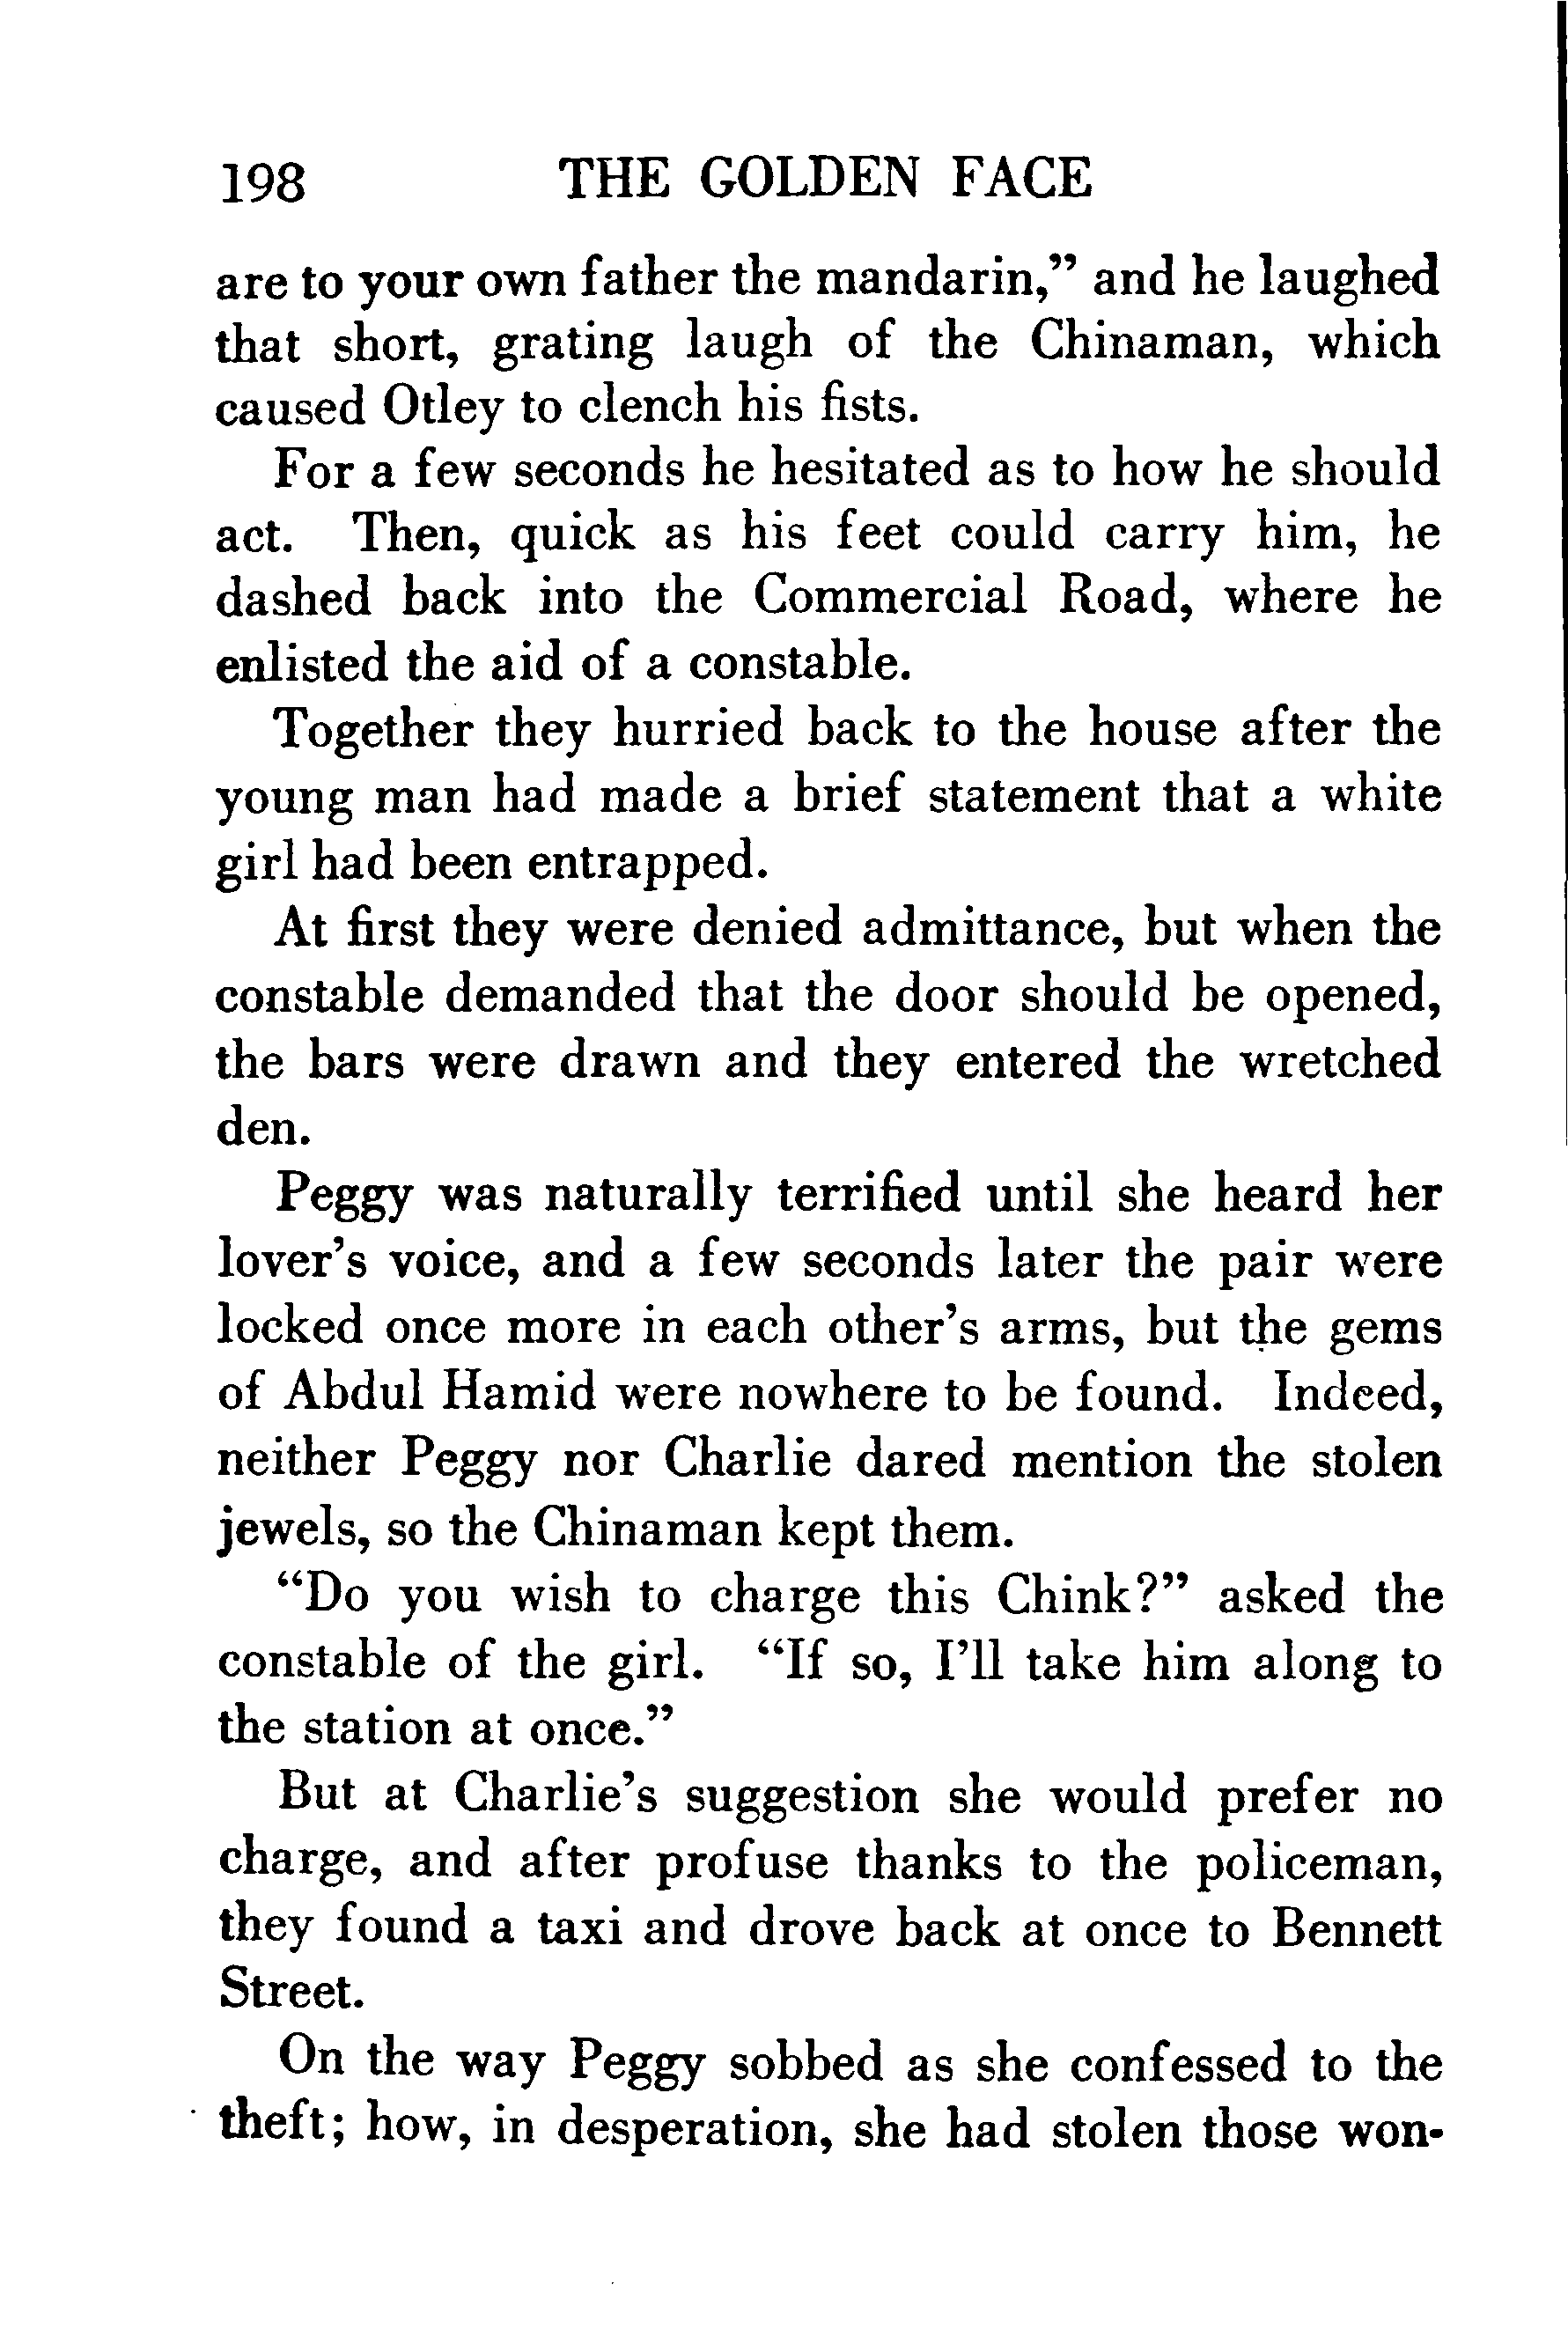 198 THE GOLDEN FACE
are to your own father the mandarin,” and he laughed
that short, grating laugh of the Chinaman, which
caused Otley to clench his fists.
For a few seconds he hesitated as to how he should
act. Then, quick as his feet could carry him, he
dashed back into the Commercial Road, where he
enlisted the aid of a constable.
Together they hurried back to the house after the
young man had made a brief statement that a white
girl had been entrapped.
At first they were denied admittance, but when the
constable demanded that the door should be opened,
the bars were drawn and they entered the wretched
den.
Peggy was naturally terrified until she heard her
lover’s voice, and a few seconds later the pair were
locked once more in each other’s arms, but the gems
of Abdul Hamid were nowhere to be found. Indeed,
neither Peggy nor Charlie dared mention the stolen
jewels, so the Chinaman kept them.
“Do you wish to charge this Chink?” asked the
constable of the girl. “If so, I’ll take him along to
the station at once.”
But at Charlie’s suggestion she would prefer no
charge, and after profuse thanks to the policeman,
they found a taxi and drove back at once to Bennett
Street.
On the way Peggy sobbed as she confessed to the
theft; how, in desperation, she had stolen those won-